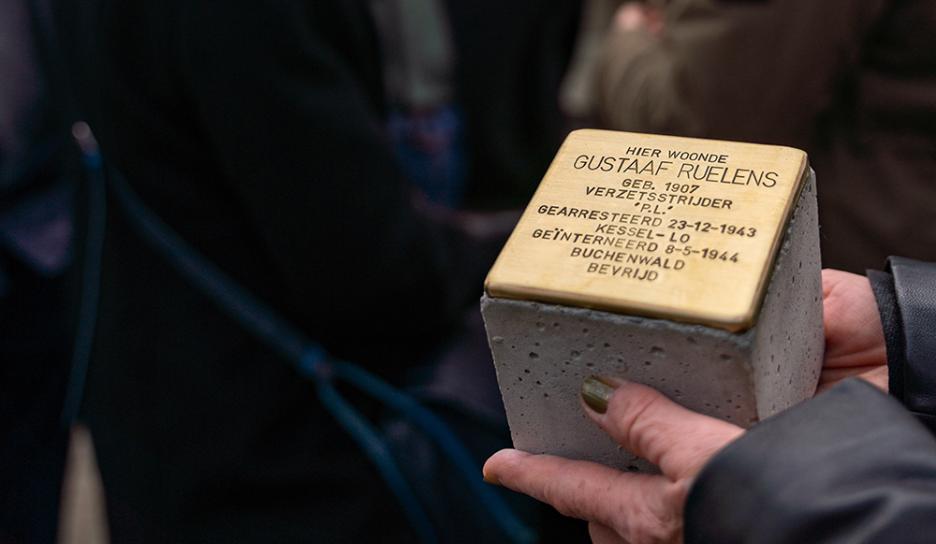 HIER WOONDE
GUSTAAF RUELENS
GEB. 1907
VERZETSSTRIJDER
'P.L.'
GEARRESTEERD 23-12-1943
KESSEL-LO
GEÏNTERNEERD 8-5-1944
BUCHENWALD
BEVRIJD